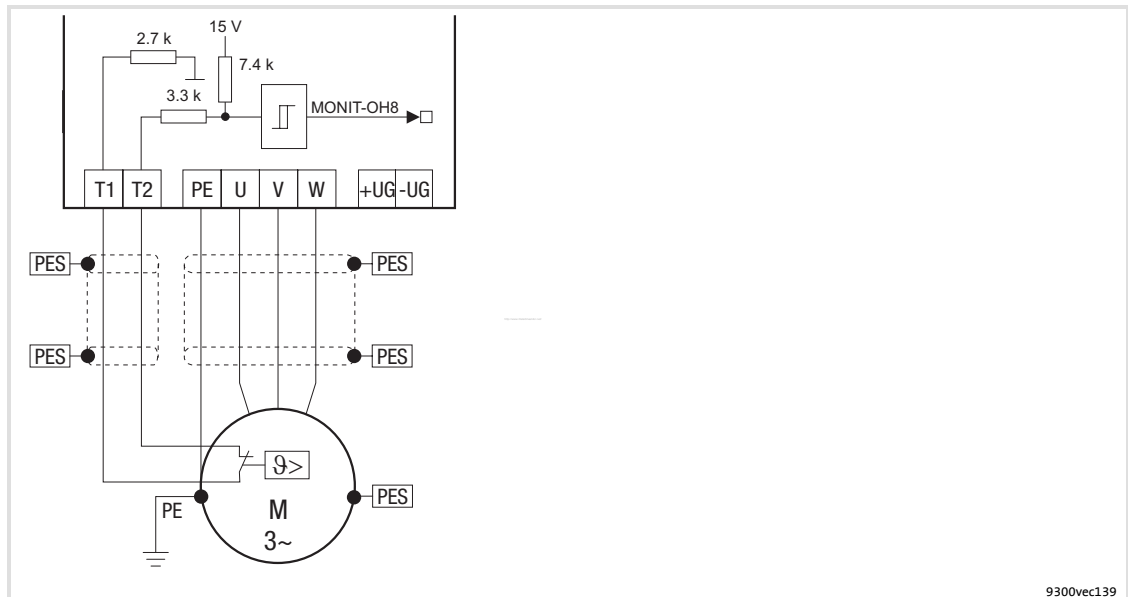 15 V
2.7 k
7.4 k
3.3 k
MONIT-OH8
T1 T2 PE U V W +UG -UG
PES PES
PES PES
ϑ>
PES
PE
M
3~
9300vec139